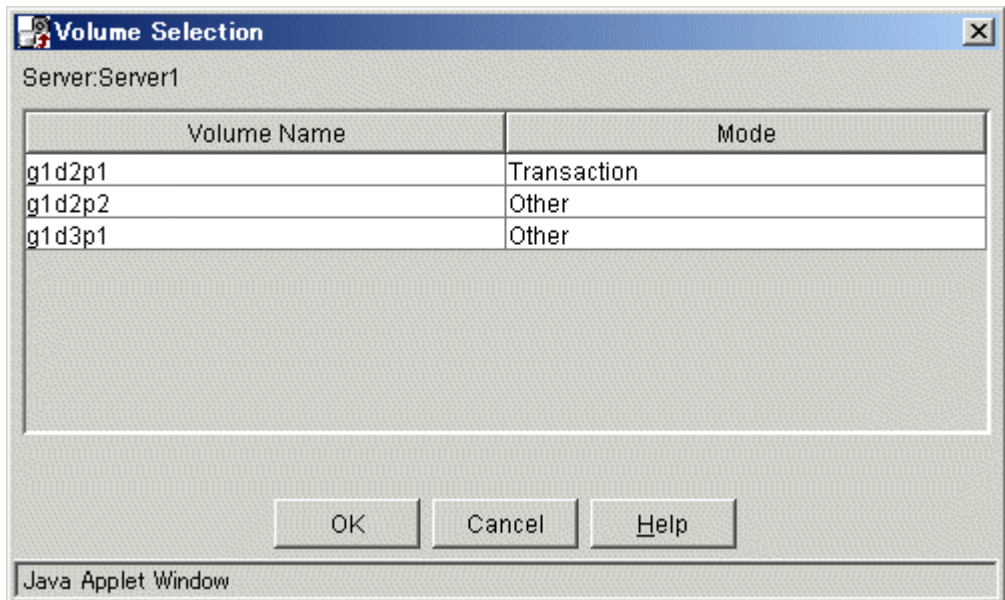 Volume Selection
Server:Server1
Volume Name Mode
g1d2p1 Transaction
g1d2p2 Other
g1d3p1 Other
OK Cancel Help
Java Applet Window